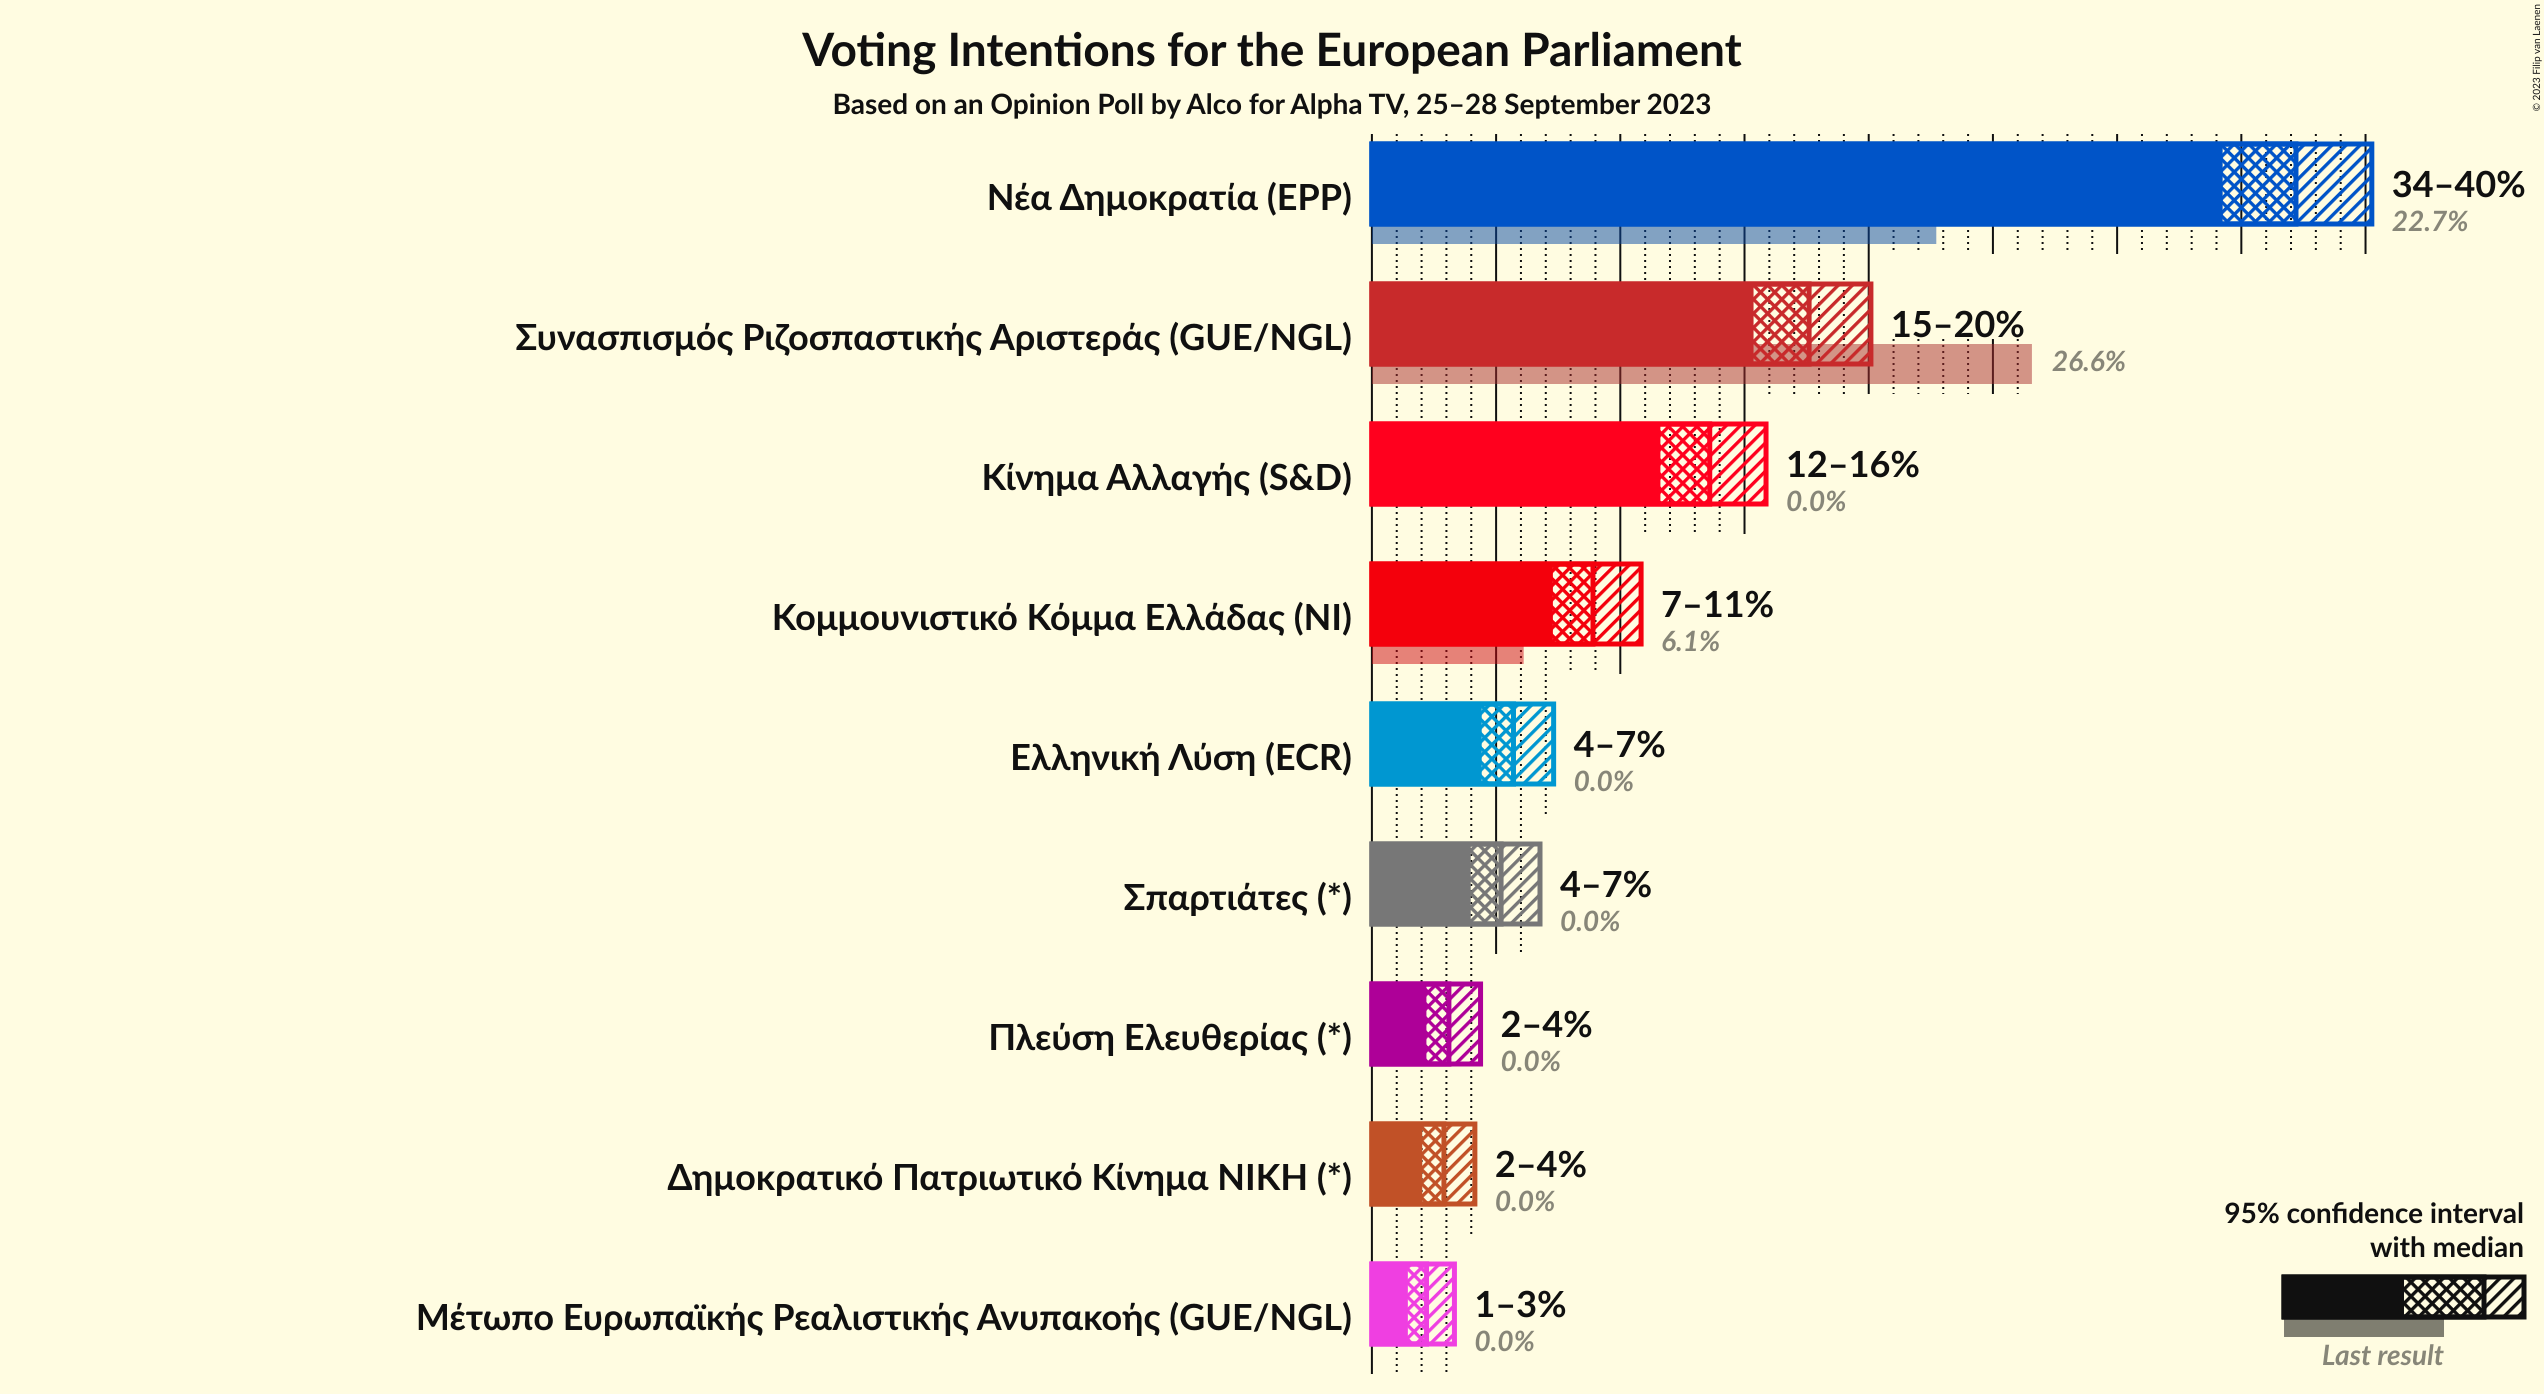 Voting Intentions for the European Parliament
Based on an Opinion Poll by Alco for Alpha TV, 25–28 September 2023
© 2023 Filip van Laenen
Νέα Δημοκρατία (EPP)
34–40%
22.7%
Συνασπισμός Ριζοσπαστικής Αριστεράς (GUE/NGL)
15–20%
26.6%
Κίνημα Αλλαγής (S&D)
12–16%
0.0%
Κομμουνιστικό Κόμμα Ελλάδας (NI)
7–11%
6.1%
Ελληνική Λύση (ECR)
4–7%
0.0%
Σπαρτιάτες (*)
4–7%
0.0%
Πλεύση Ελευθερίας (*)
2–4%
0.0%
Δημοκρατικό Πατριωτικό Κίνημα ΝΙΚΗ (*)
2–4%
0.0%
Μέτωπο Ευρωπαϊκής Ρεαλιστικής Ανυπακοής (GUE/NGL)
1–3%
0.0%
95% confidence interval
with median
Last result